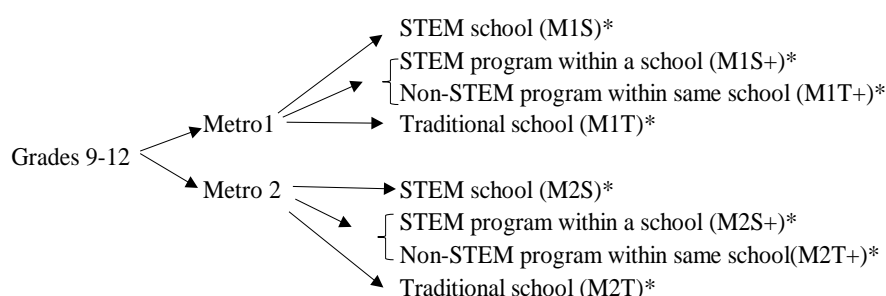 STEM school (M1S)*
STEM program within a school (M1S+)*
Non-STEM program within same school (M1T+)*
Metro1
Traditional school (M1T)*
Grades 9-12
Metro 2
STEM school (M2S)*
STEM program within a school (M2S+)*
Non-STEM program within same school(M2T+)*
Traditional school (M2T)*